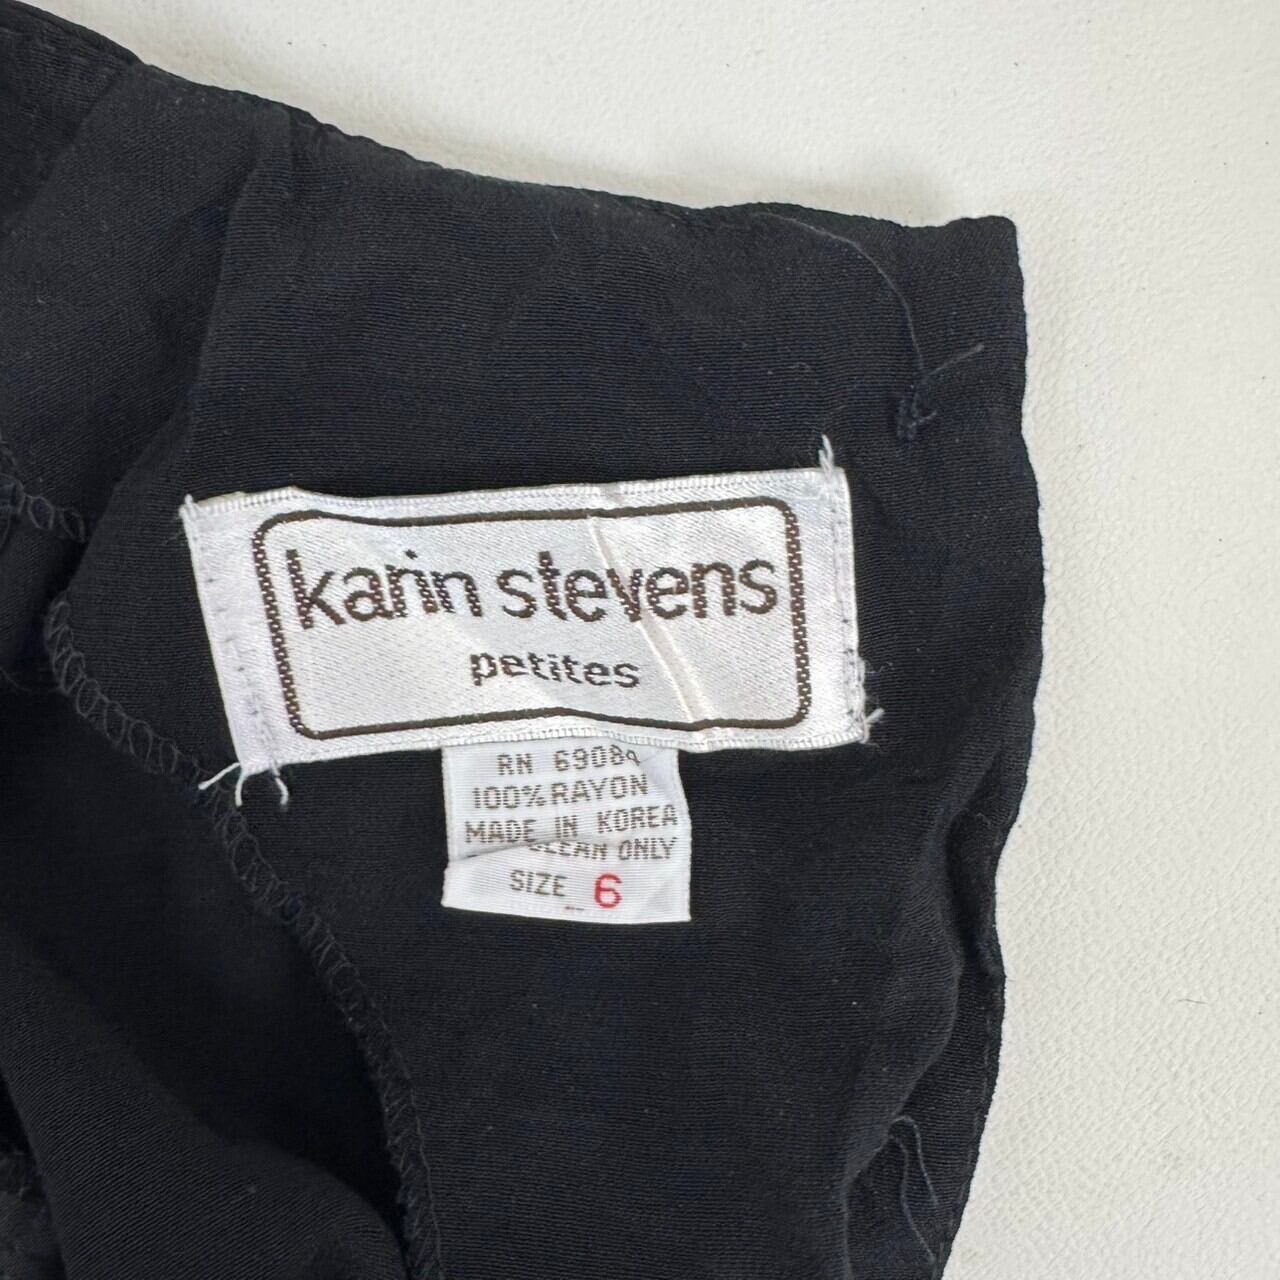 karin stevens
petites
RN 69084
100% RAYON
MADE IN KOREA
CLEAN ONLY
SIZE 6